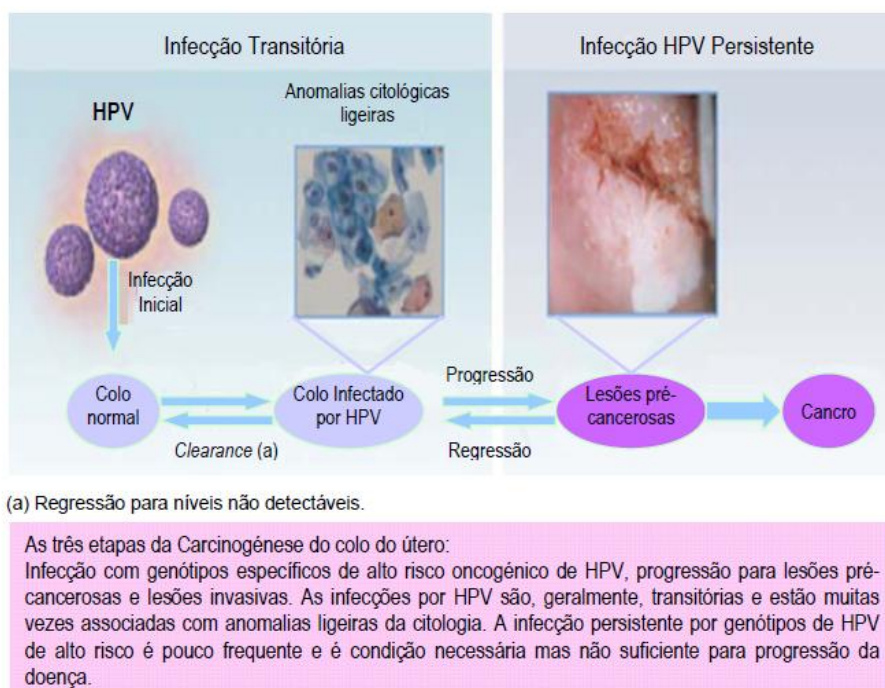 Infecção Transitória
Infecção HPV Persistente
HPV
Anomalias citológicas
ligeiras
Infecção
Inicial
Colo
normal
Clearance (a)
Colo Infectado
por HPV
Progressão
Regressão
Lesões pré-
cancerosas
Cancro
(a) Regressão para níveis não detectáveis.
As três etapas da Carcinogénese do colo do útero:
Infecção com genótipos específicos de alto risco oncogénico de HPV, progressão para lesões pré-
cancerosas e lesões invasivas. As infecções por HPV são, geralmente, transitórias e estão muitas
vezes associadas com anomalias ligeiras da citologia. A infecção persistente por genótipos de HPV
de alto risco é pouco frequente e é condição necessária mas não suficiente para progressão da
doença.